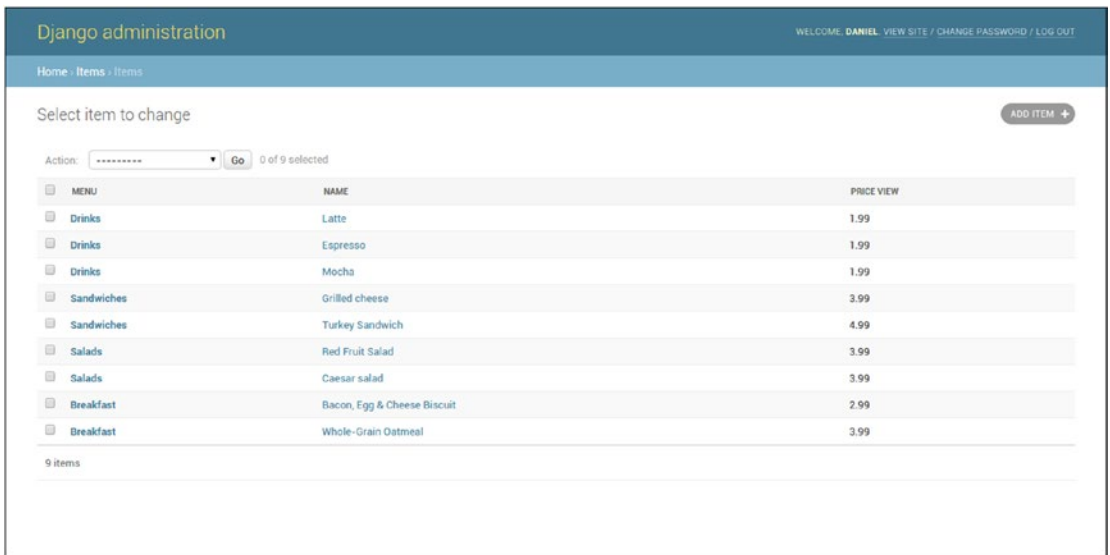 Django administration
WELCOME, DANIEL. VIEW SITE / CHANGE PASSWORD / LOG OUT
Home › Items › Items
Select item to change
ADD ITEM +
Action: --------- Go 0 of 9 selected
MENU NAME PRICE VIEW
Drinks Latte 1.99
Drinks Espresso 1.99
Drinks Mocha 1.99
Sandwiches Grilled cheese 3.99
Sandwiches Turkey Sandwich 4.99
Salads Red Fruit Salad 3.99
Salads Caesar salad 3.99
Breakfast Bacon, Egg & Cheese Biscuit 2.99
Breakfast Whole-Grain Oatmeal 3.99
9 items